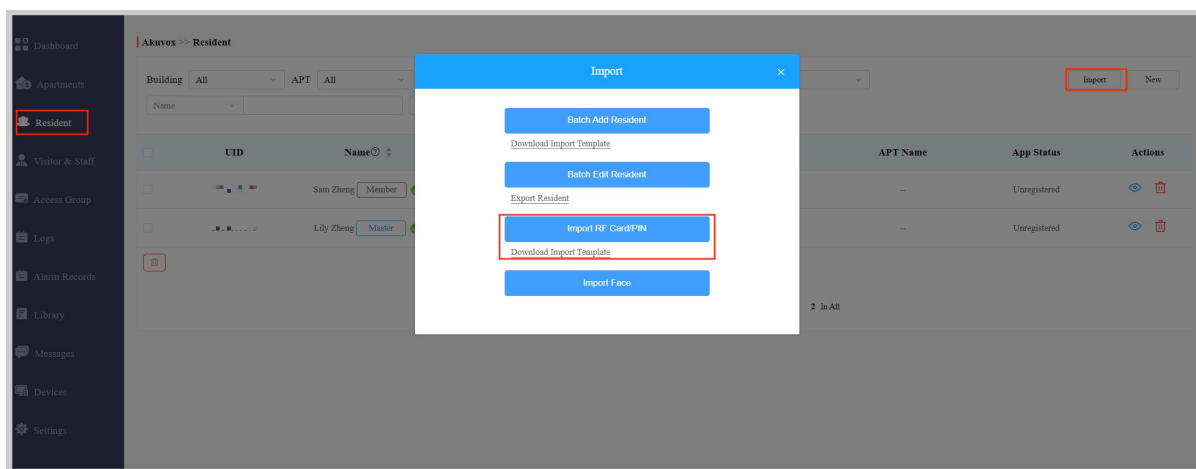 Dashboard
Apartments
Resident
Visitor & Staff
Access Group
Logs
Alarm Records
Library
Messages
Devices
Settings
Akuvox >> Resident
Building All APT All
Import New
Name
UID Name APT Name App Status Actions
Sam Zheng Member -- Unregistered
Lily Zheng Master -- Unregistered
2 In All
Import ×
Batch Add Resident
Download Import Template
Batch Edit Resident
Export Resident
Import RF Card/PIN
Download Import Template
Import Face